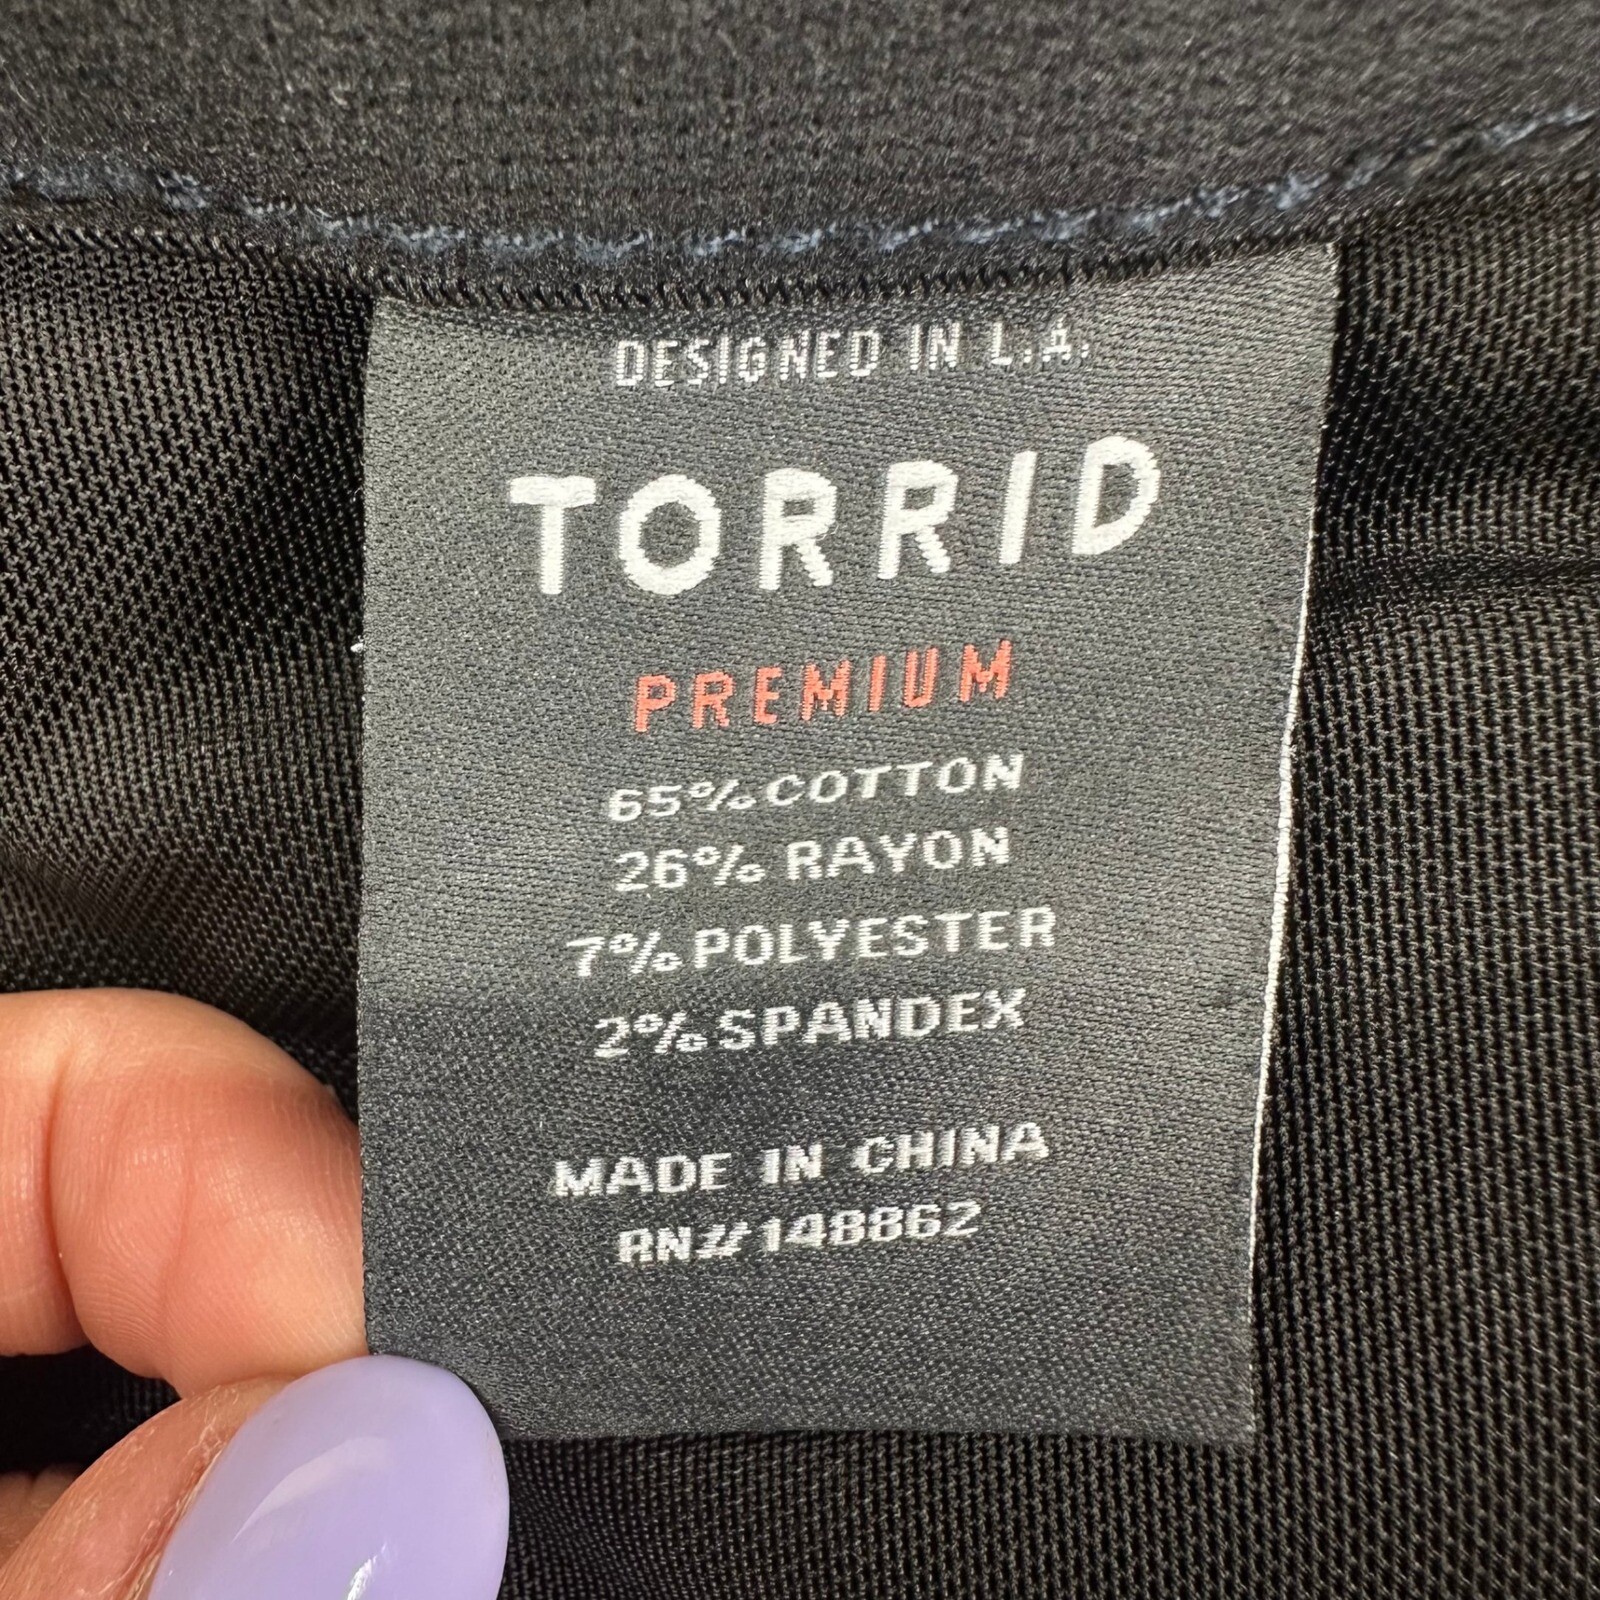 DESIGNED IN L.A.
TORRID
PREMIUM
65% COTTON
26% RAYON
7% POLYESTER
2% SPANDEX
MADE IN CHINA
RN# 148862